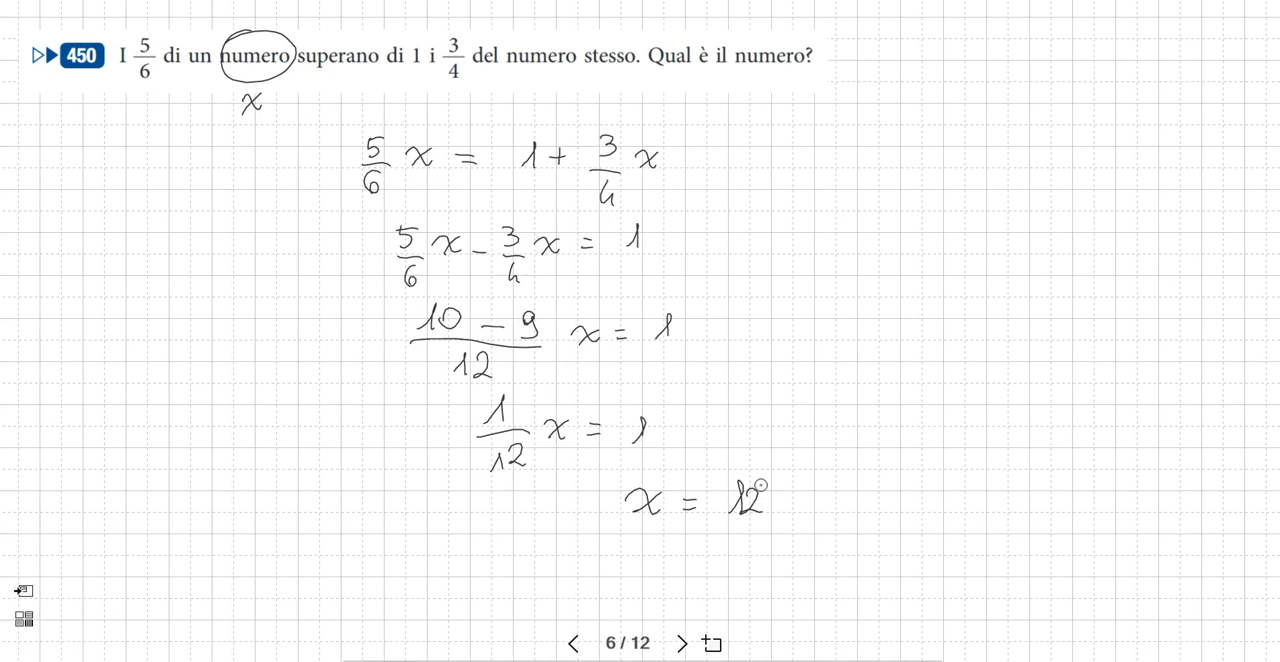 450 I 5/6 di un numero superano di 1 i 3/4 del numero stesso. Qual è il numero?
x
5/6 x = 1 + 3/4 x
5/6 x - 3/4 x = 1
10 - 9 / 12 x = 1
1/12 x = 1
x = 12
6 / 12